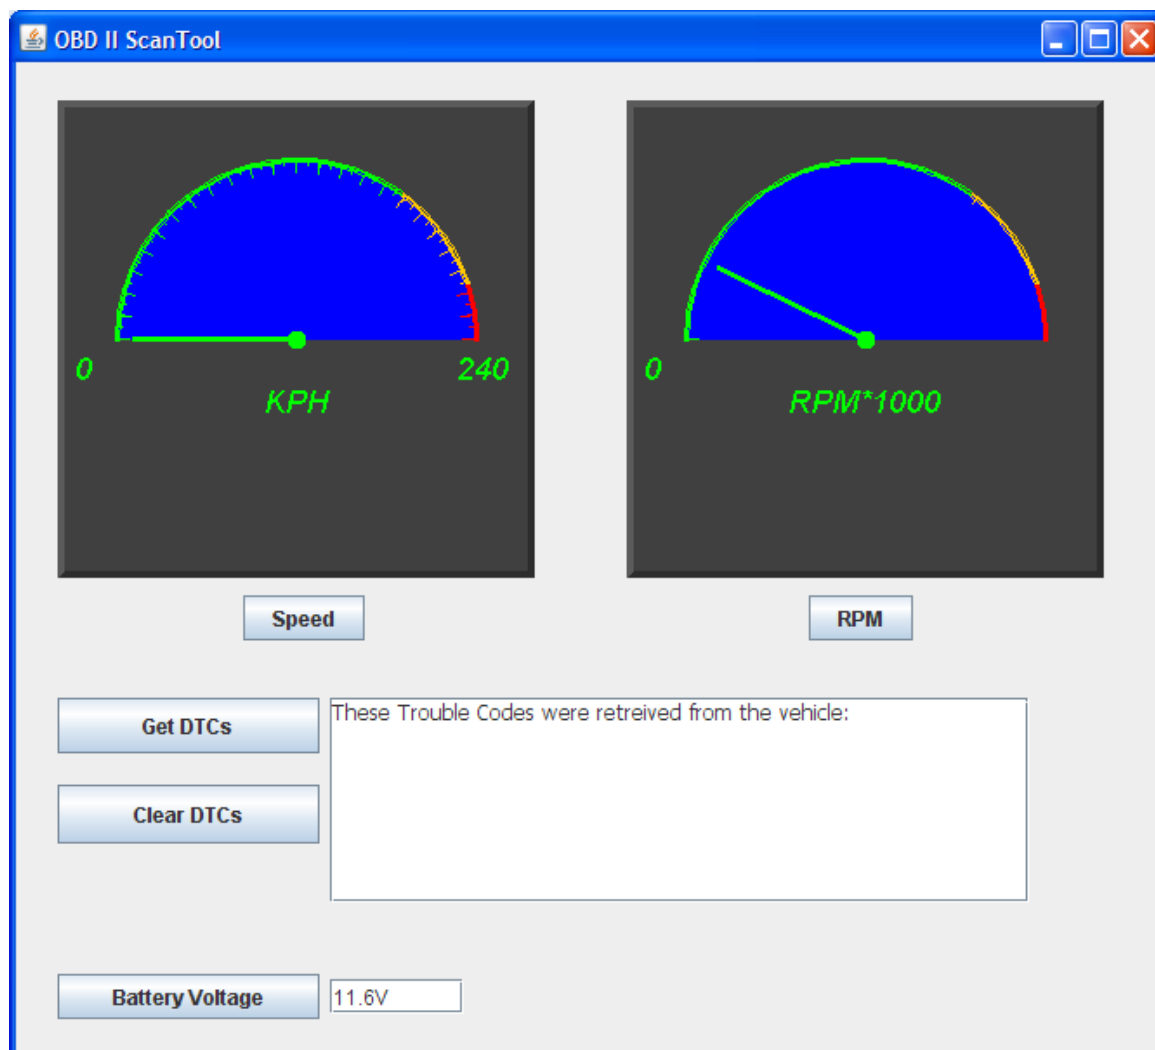 OBD II ScanTool
0
240
KPH
0
RPM*1000
Speed
RPM
Get DTCs
These Trouble Codes were retreived from the vehicle:
Clear DTCs
Battery Voltage
11.6V